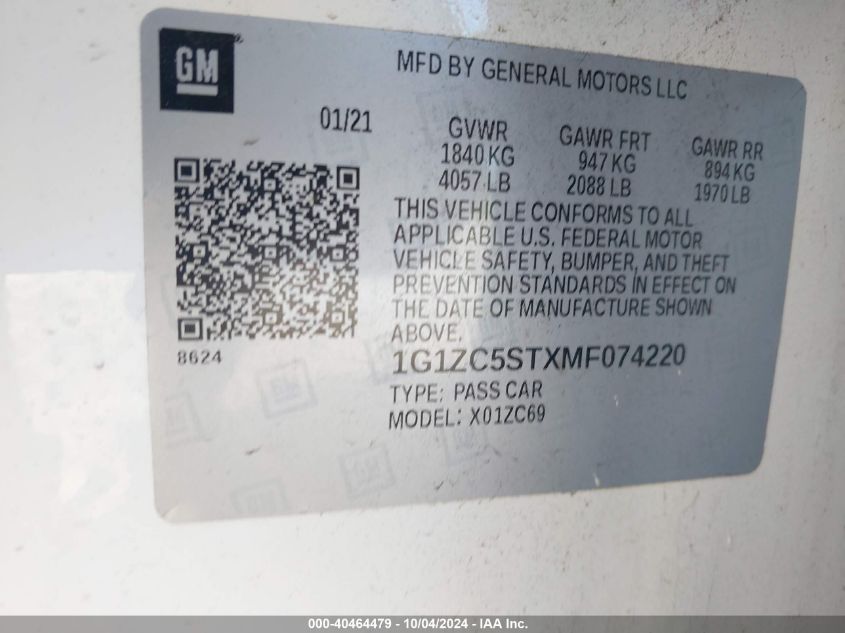 GM
MFD BY GENERAL MOTORS LLC
01/21
GVWR GAWR FRT GAWR RR
1840 KG 947 KG 894 KG
4057 LB 2088 LB 1970 LB
THIS VEHICLE CONFORMS TO ALL
APPLICABLE U.S. FEDERAL MOTOR
VEHICLE SAFETY, BUMPER, AND THEFT
PREVENTION STANDARDS IN EFFECT ON
THE DATE OF MANUFACTURE SHOWN
ABOVE.
8624
1G1ZC5STXMF074220
TYPE: PASS CAR
MODEL: X01ZC69
000-40464479 - 10/04/2024 - IAA Inc.